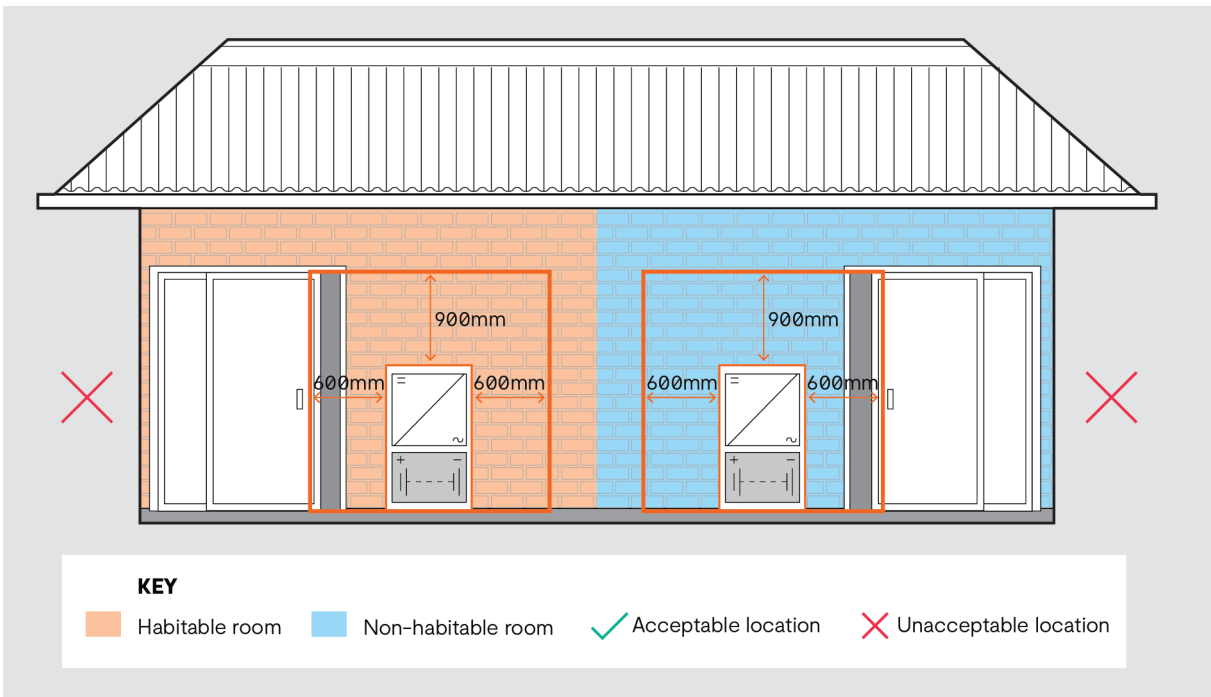 900mm 900mm
600mm 600mm 600mm 600mm
+ − + −
KEY
Habitable room Non-habitable room Acceptable location Unacceptable location